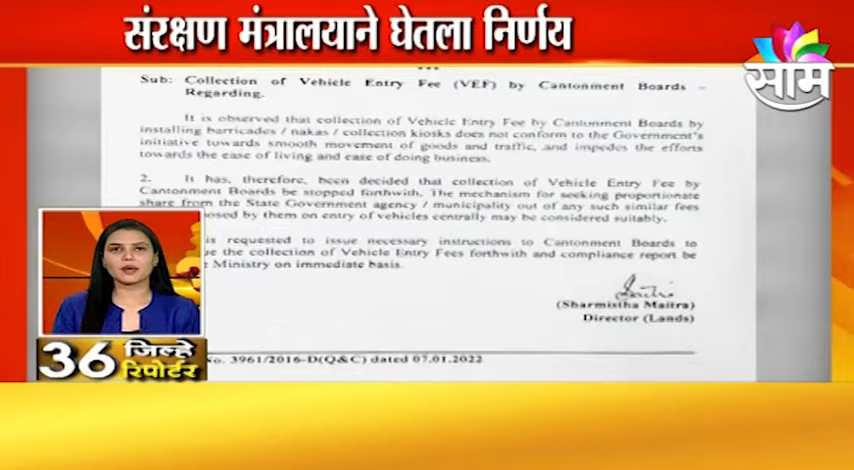 संरक्षण मंत्रालयाने घेतला निर्णय
साम
Sub: Collection of Vehicle Entry Fee (VEF) by Cantonment Boards –
Regarding.
It is observed that collection of Vehicle Entry Fee by Cantonment Boards by
installing barricades / nakas / collection kiosks does not conform to the Government's
initiative towards smooth movement of goods and traffic, and impedes the efforts
towards the ease of living and ease of doing business.
2. It has, therefore, been decided that collection of Vehicle Entry Fee by
Cantonment Boards be stopped forthwith. The mechanism for seeking proportionate
share from the State Government agency / municipality out of any such similar fees
posed by them on entry of vehicles centrally may be considered suitably.
is requested to issue necessary instructions to Cantonment Boards to
ue the collection of Vehicle Entry Fees forthwith and compliance report be
Ministry on immediate basis.
(Sharmistha Maitra)
Director (Lands)
No. 3961/2016-D(Q&C) dated 07.01.2022
36 जिल्हे
रिपोर्टर